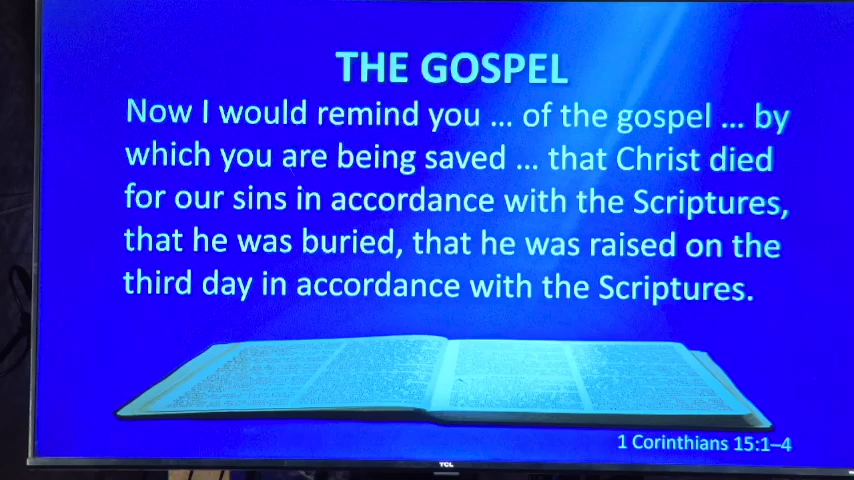 THE GOSPEL
Now I would remind you ... of the gospel ... by
which you are being saved ... that Christ died
for our sins in accordance with the Scriptures,
that he was buried, that he was raised on the
third day in accordance with the Scriptures.
1 Corinthians 15:1–4
TCL